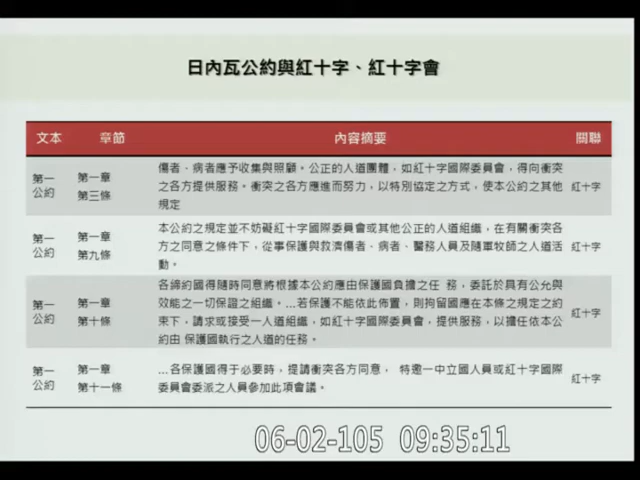 日內瓦公約與紅十字、紅十字會
文本 章節 內容摘要 關聯
第一公約 第一章第三條 傷者、病者應予收集與照顧。公正的人道團體，如紅十字國際委員會，得向衝突
之各方提供服務。衝突之各方應進而努力，以特別協定之方式，使本公約之其他
規定 紅十字
第一公約 第一章第九條 本公約之規定並不妨礙紅十字國際委員會或其他公正的人道組織，在有關衝突各
方之同意之條件下，從事保護與救濟傷者、病者、醫務人員及隨軍牧師之人道活
動。 紅十字
第一公約 第一章第十條 各締約國得隨時同意將根據本公約應由保護國負擔之任 務，委託於具有公允與
效能之一切保證之組織。…若保護不能依此佈置，則拘留國應在本條之規定之約
束下，請求或接受一人道組織，如紅十字國際委員會，提供服務，以擔任依本公
約由 保護國執行之人道的任務。 紅十字
第一公約 第一章第十一條 …各保護國得于必要時，提請衝突各方同意， 特邀一中立國人員或紅十字國際
委員會委派之人員參加此項會議。 紅十字
06-02-105 09:35:11